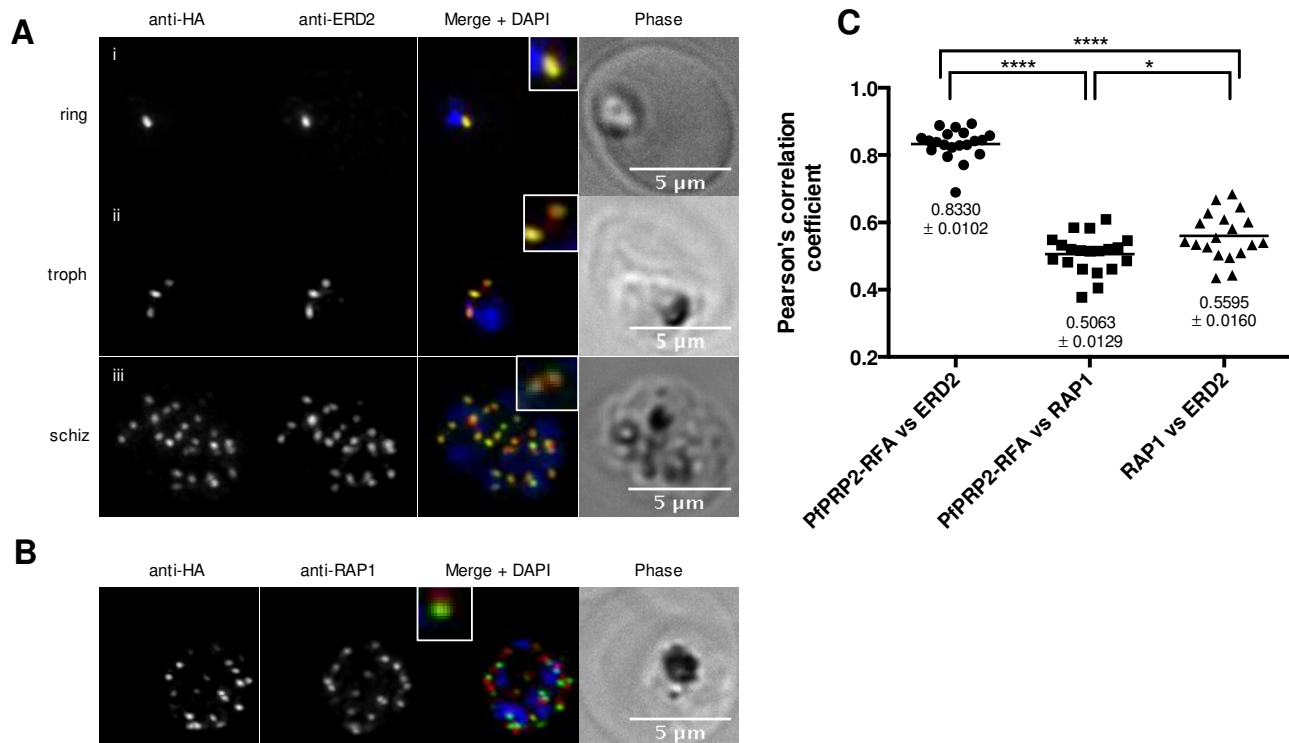 A
anti-HA
anti-ERD2
Merge + DAPI
Phase
i
ring
5 µm
ii
troph
5 µm
iii
schiz
5 µm
B
anti-HA
anti-RAP1
Merge + DAPI
Phase
5 µm
C
****
****
*
Pearson's correlation
coefficient
1.0
0.8
0.6
0.4
0.2
0.8330
± 0.0102
0.5063
± 0.0129
0.5595
± 0.0160
PfPRP2-RFA vs ERD2
PfPRP2-RFA vs RAP1
RAP1 vs ERD2